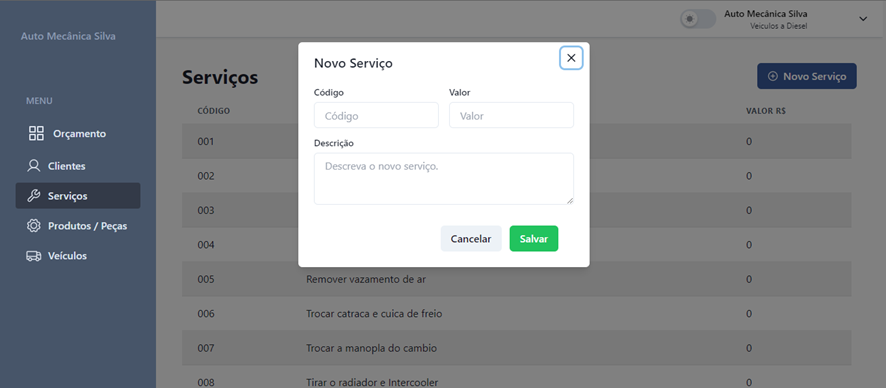 Auto Mecânica Silva
Auto Mecânica Silva
Veiculos a Diesel
MENU
Orçamento
Clientes
Serviços
Produtos / Peças
Veículos
Serviços
Novo Serviço
CÓDIGO VALOR R$
001 0
002 0
003 0
004 0
005 Remover vazamento de ar 0
006 Trocar catraca e cuica de freio 0
007 Trocar a manopla do cambio 0
008 Tirar o radiador e Intercooler 0
Novo Serviço
Código Valor
Código Valor
Descrição
Descreva o novo serviço.
Cancelar Salvar